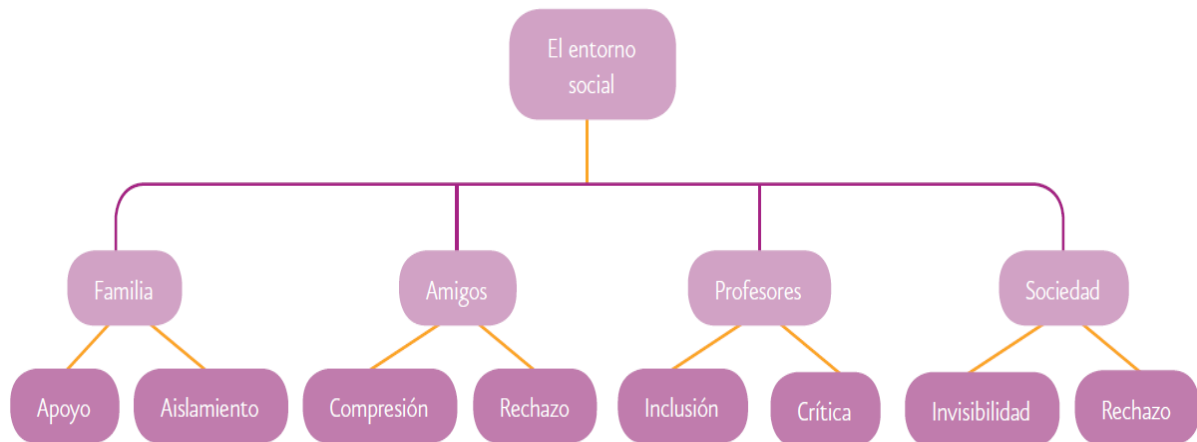 El entorno
social
Familia
Amigos
Profesores
Sociedad
Apoyo
Aislamiento
Compresión
Rechazo
Inclusión
Crítica
Invisibilidad
Rechazo